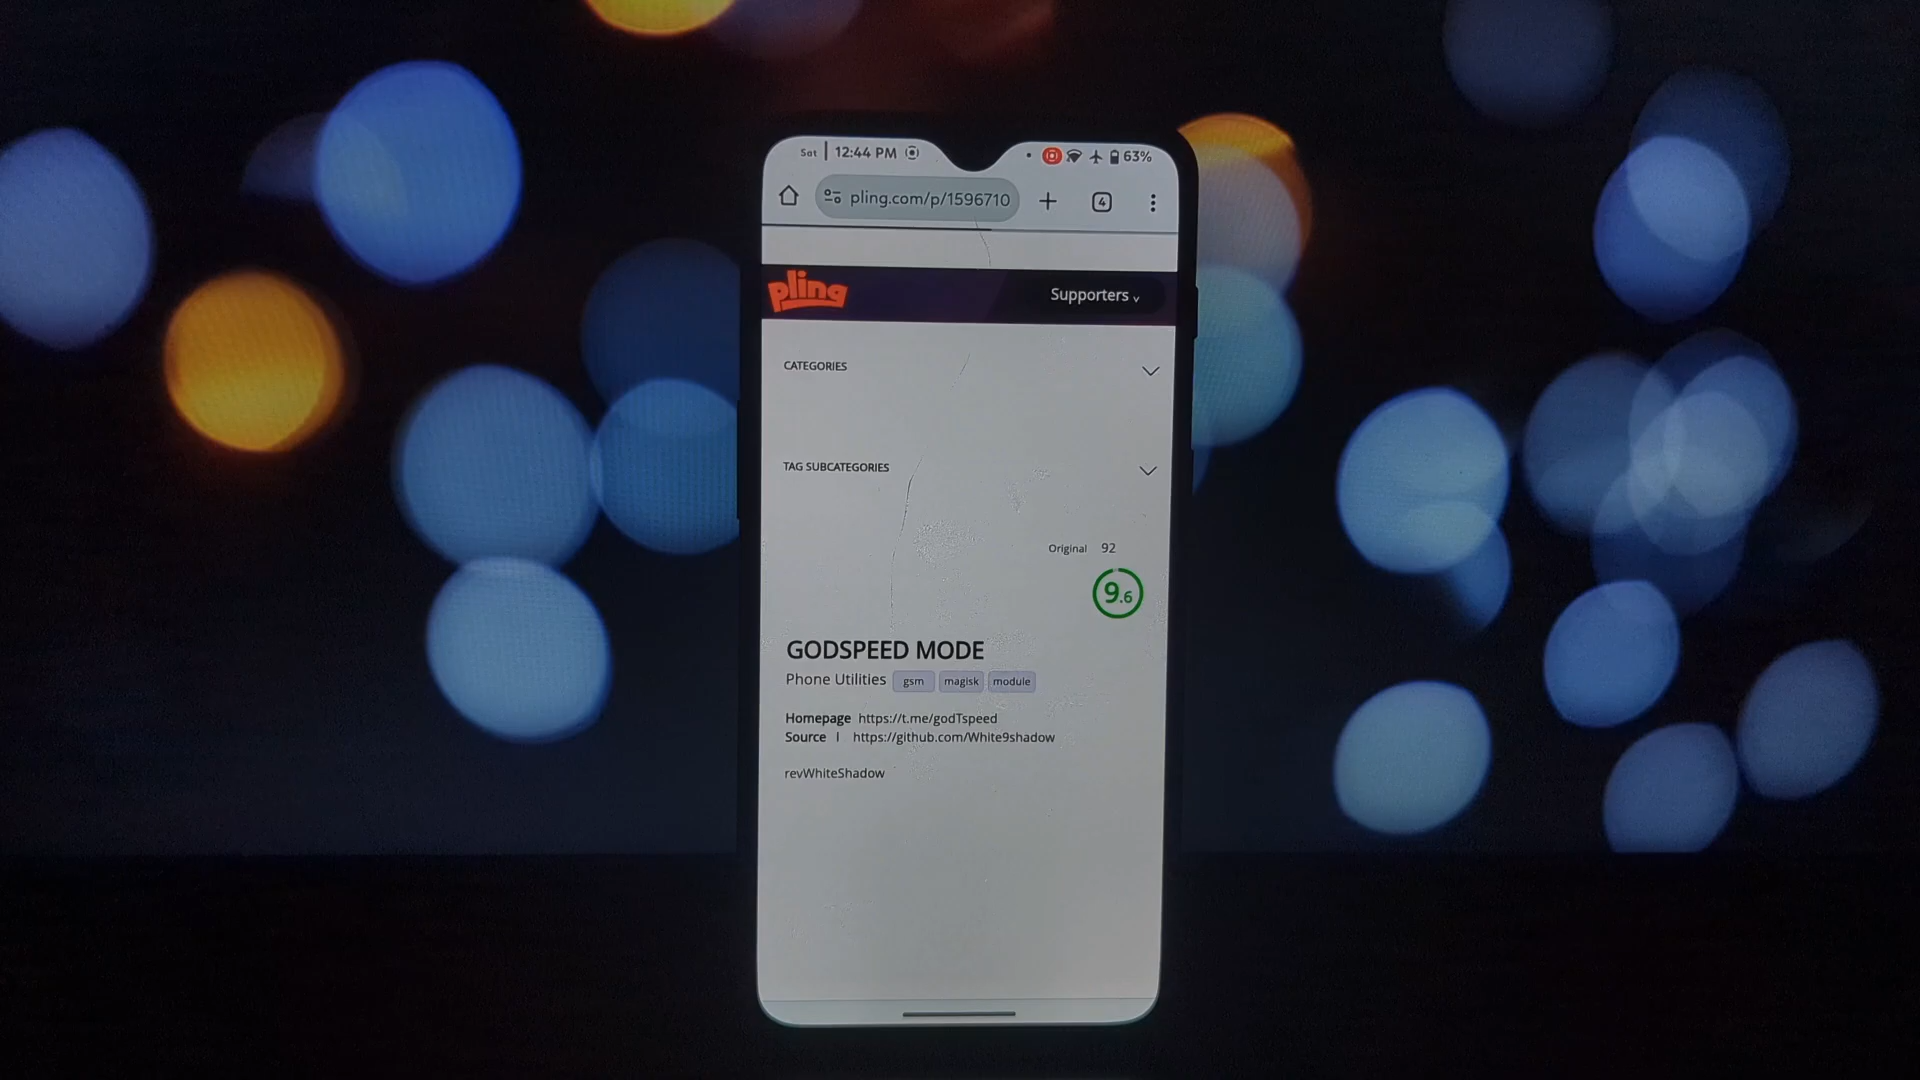 Sat | 12:44 PM
63%
pling.com/p/1596710
4
pling
Supporters
CATEGORIES
TAG SUBCATEGORIES
Original 92
9.6
GODSPEED MODE
Phone Utilities gsm magisk module
Homepage https://t.me/godTspeed
Source | https://github.com/White9shadow
revWhiteShadow